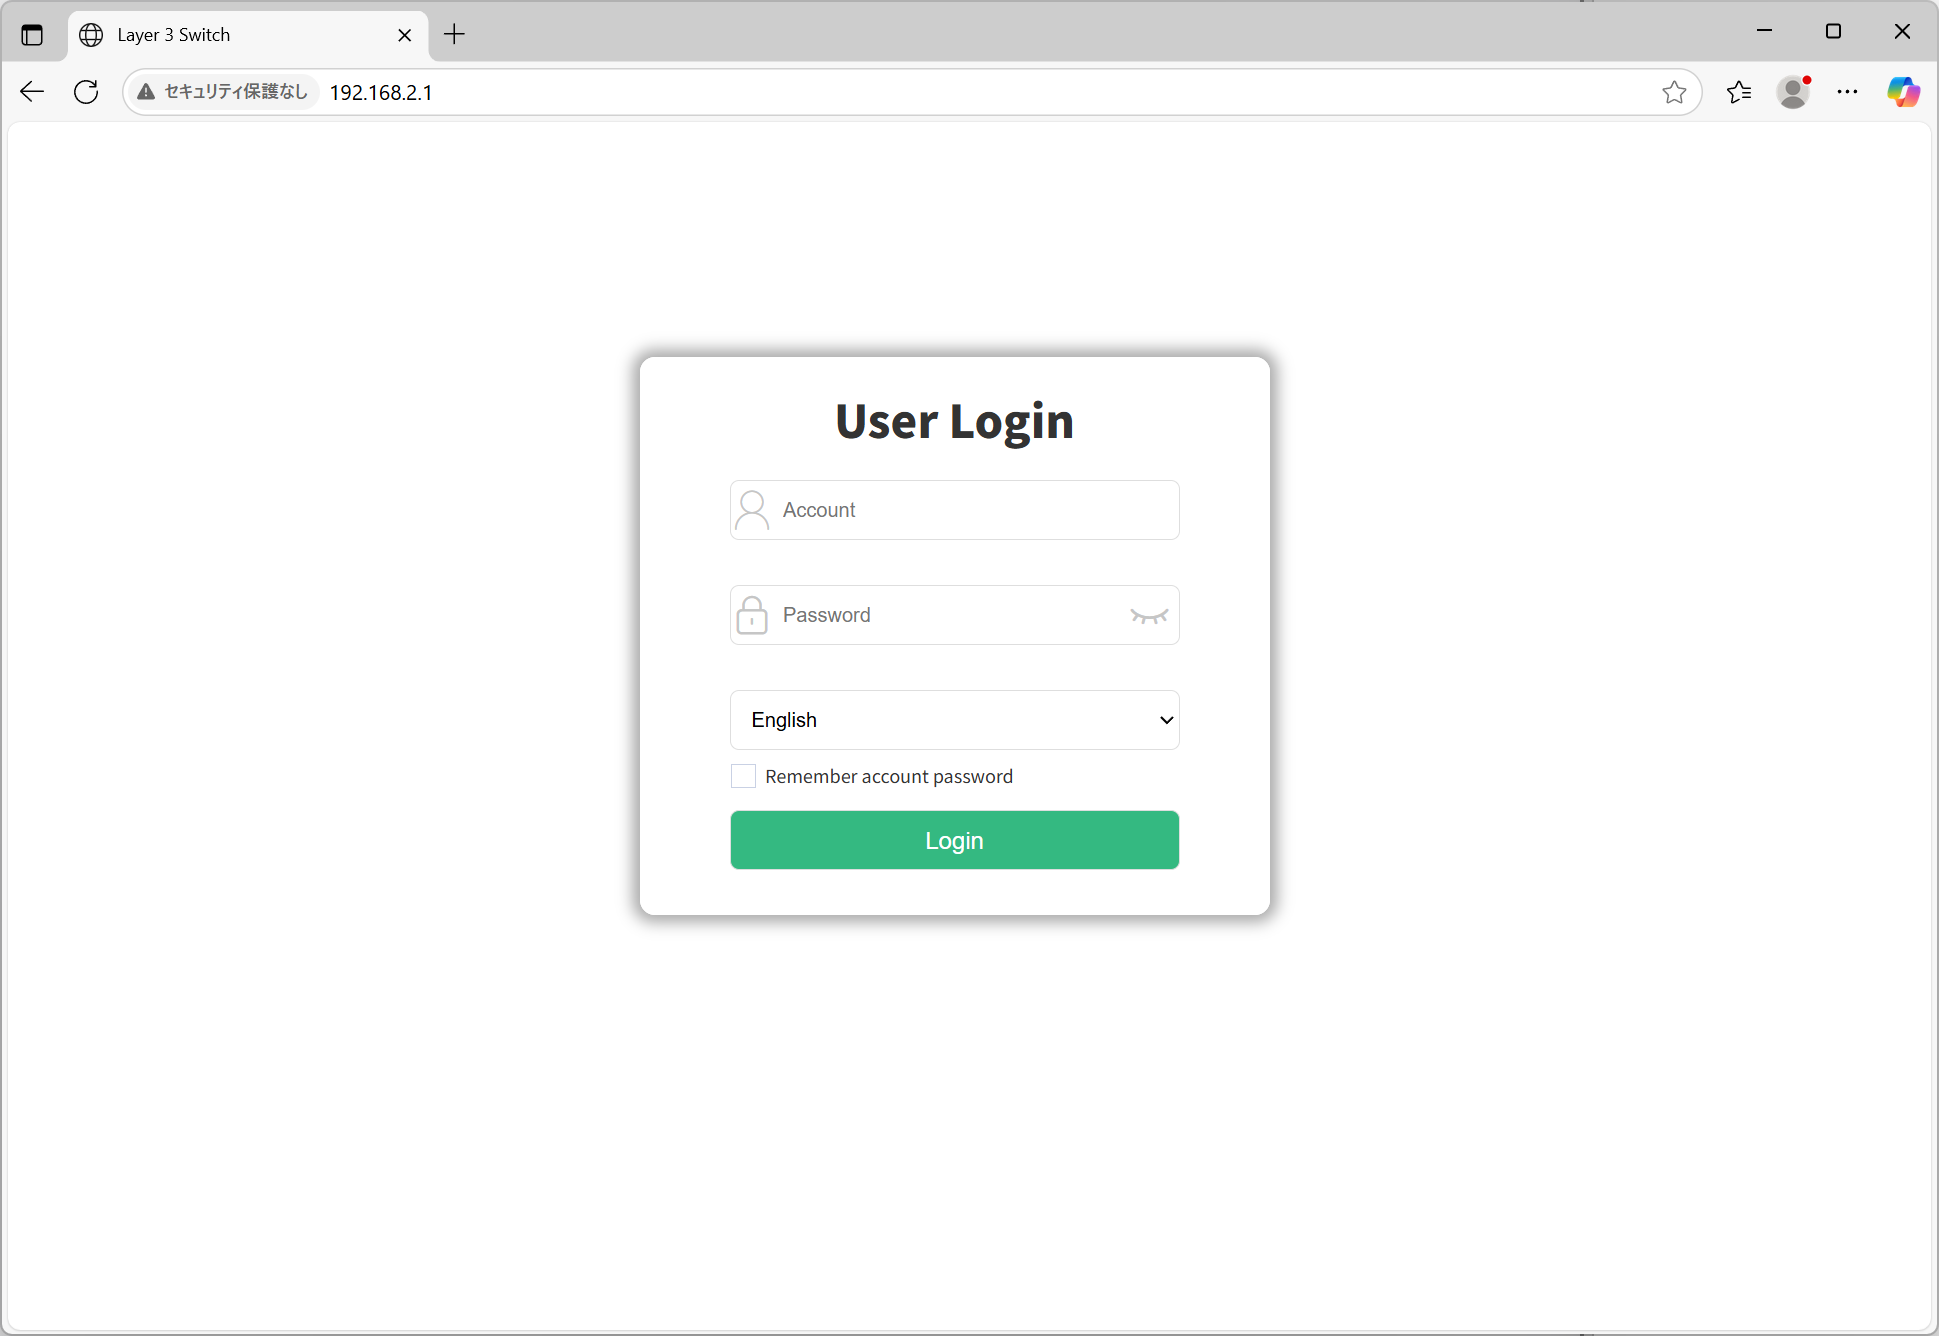 Layer 3 Switch
セキュリティ保護なし 192.168.2.1
User Login
Account
Password
English
Remember account password
Login